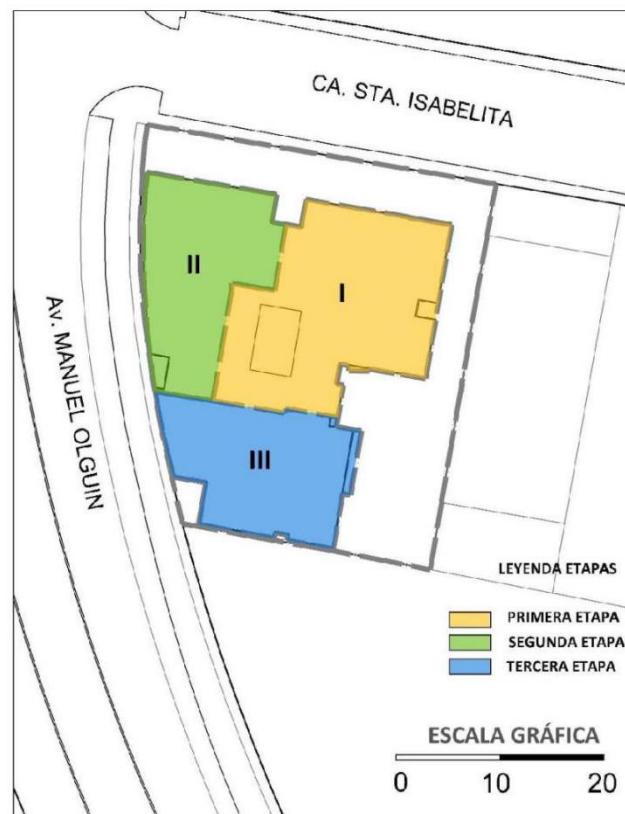 CA. STA. ISABELITA
II
I
Av. MANUEL OLGUIN
III
LEYENDA ETAPAS
PRIMERA ETAPA
SEGUNDA ETAPA
TERCERA ETAPA
ESCALA GRÁFICA
0 10 20